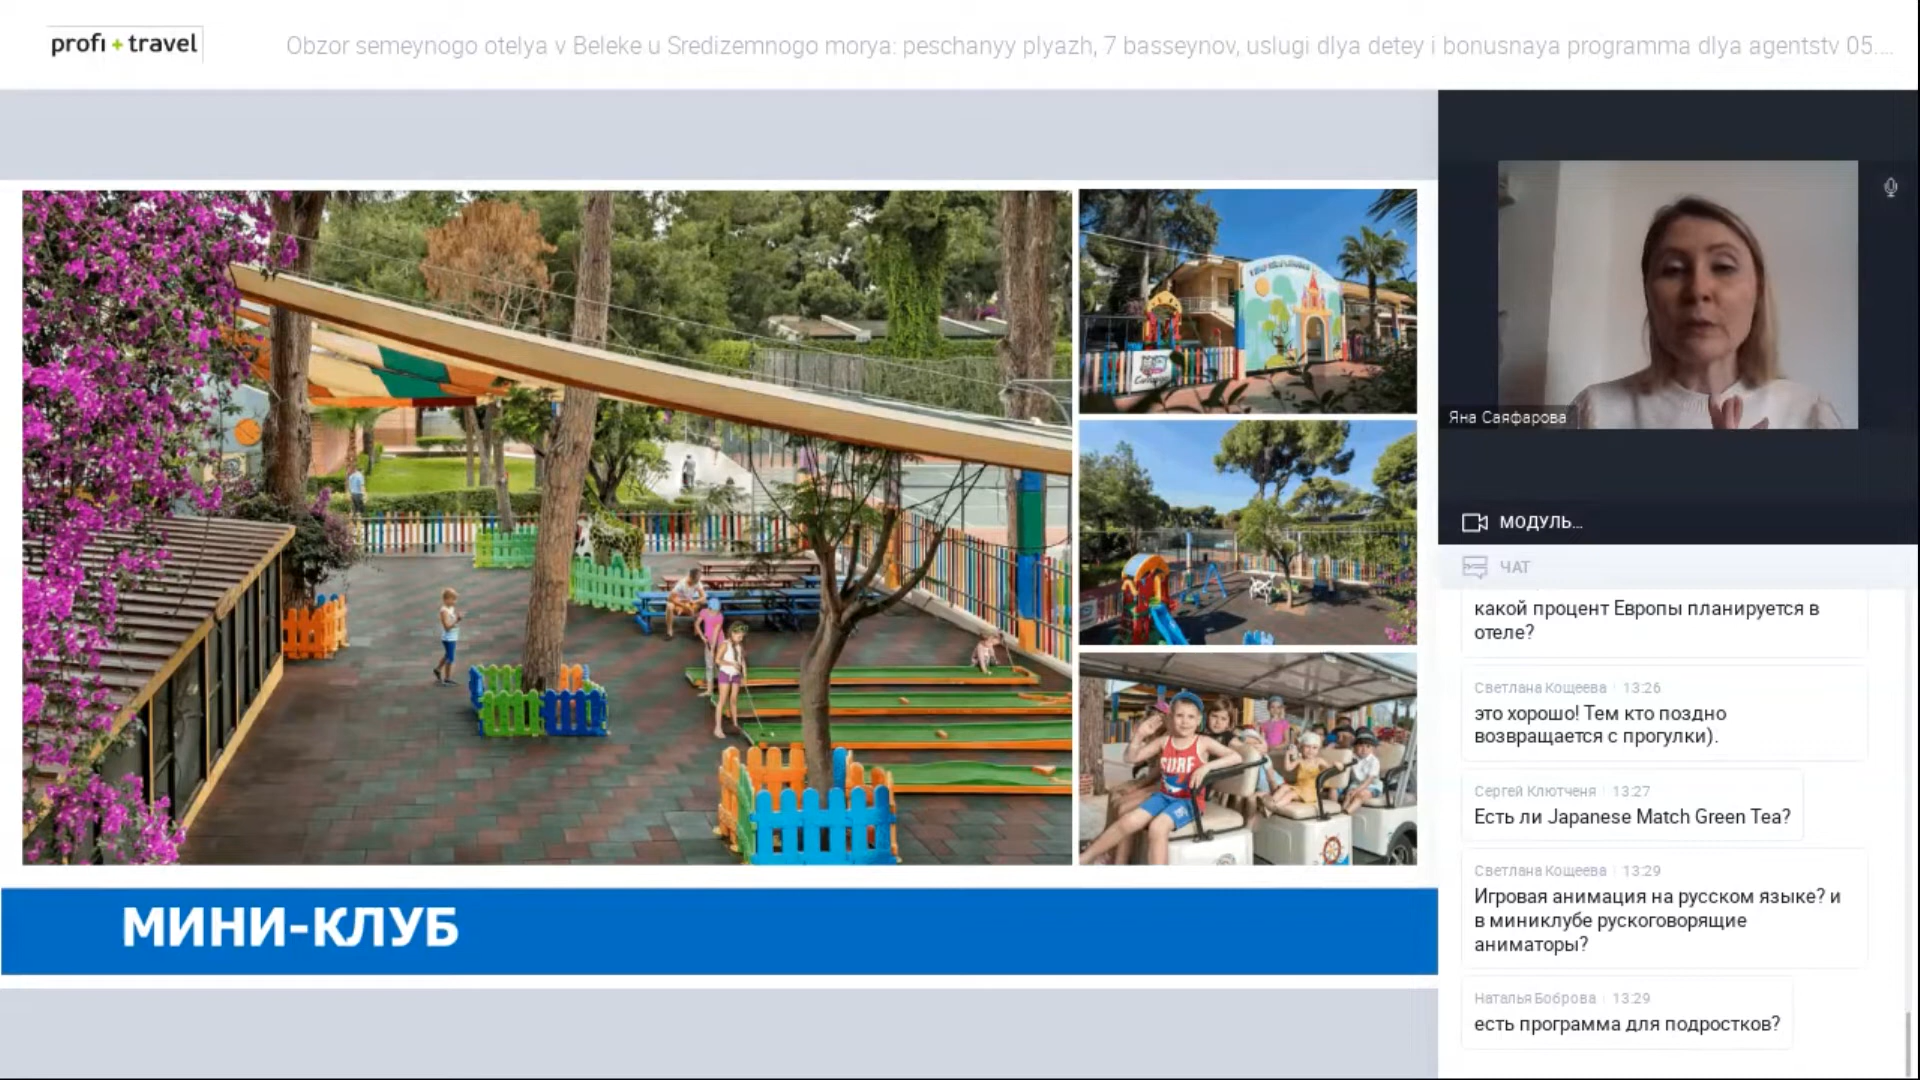 profi + travel
Obzor semeynogo otelya v Beleke u Sredizemnogo morya: peschanyy plyazh, 7 basseynov, uslugi dlya detey i bonusnaya programma dlya agentstv 05....
Яна Саяфарова
МОДУЛЬ...
ЧАТ
какой процент Европы планируется в
отеле?
Светлана Кощеева 13:26
это хорошо! Тем кто поздно
возвращается с прогулки).
Сергей Клютченя 13:27
Есть ли Japanese Match Green Tea?
Светлана Кощеева 13:29
Игровая анимация на русском языке? и
в миниклубе рускоговорящие
аниматоры?
Наталья Боброва 13:29
есть программа для подростков?
SURF
МИНИ-КЛУБ